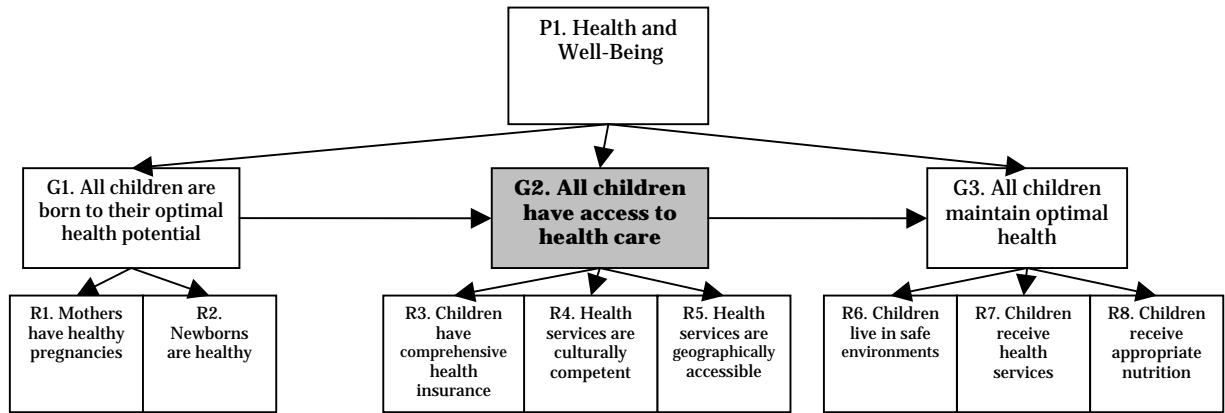 P1. Health and
Well-Being
G1. All children are
born to their optimal
health potential
G2. All children
have access to
health care
G3. All children
maintain optimal
health
R1. Mothers
have healthy
pregnancies
R2.
Newborns
are healthy
R3. Children
have
comprehensive
health
insurance
R4. Health
services are
culturally
competent
R5. Health
services are
geographically
accessible
R6. Children
live in safe
environments
R7. Children
receive
health
services
R8. Children
receive
appropriate
nutrition